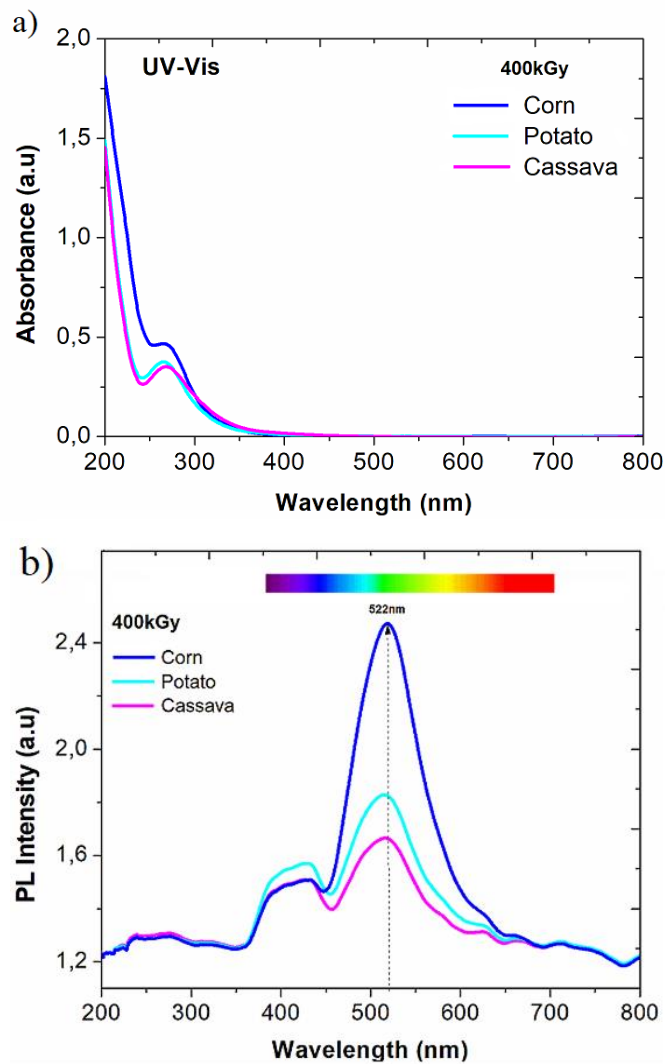 a)
2,0
UV-Vis
400kGy
Corn
Potato
Cassava
1,5
1,0
0,5
0,0
Absorbance (a.u)
200 300 400 500 600 700 800
Wavelength (nm)
b)
400kGy
Corn
Potato
Cassava
522nm
2,4
2,0
1,6
1,2
PL Intensity (a.u)
200 300 400 500 600 700 800
Wavelength (nm)